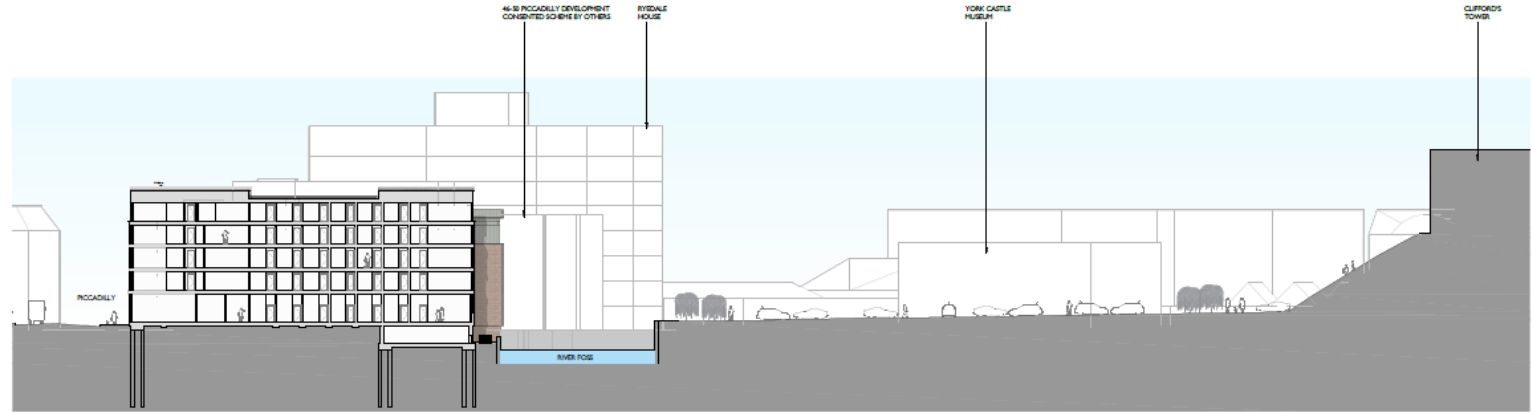 46-50 PICCADILLY DEVELOPMENT
CONSENTED SCHEME BY OTHERS
RYEDALE
HOUSE
YORK CASTLE
MUSEUM
CLIFFORD'S
TOWER
PICCADILLY
RIVER FOSS